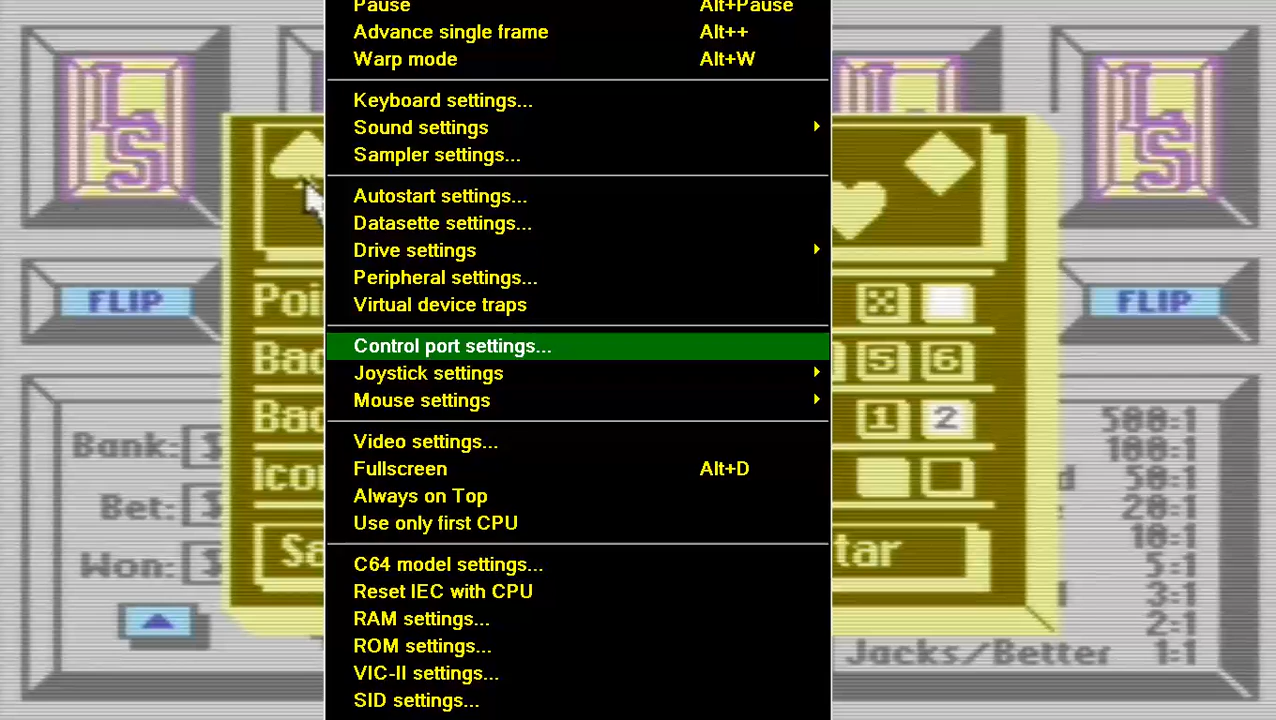 Pause Alt+Pause
Advance single frame Alt++
Warp mode Alt+W
Keyboard settings...
Sound settings
Sampler settings...
Autostart settings...
Datasette settings...
Drive settings
Peripheral settings...
Virtual device traps
Control port settings...
Joystick settings
Mouse settings
Video settings...
Fullscreen Alt+D
Always on Top
Use only first CPU
C64 model settings...
Reset IEC with CPU
RAM settings...
ROM settings...
VIC-II settings...
SID settings...
IS
IS
FLIP
FLIP
5 6
1 2
Bank:
Bet:
Won:
500:1
100:1
50:1
20:1
10:1
5:1
3:1
2:1
Jacks/Better 1:1